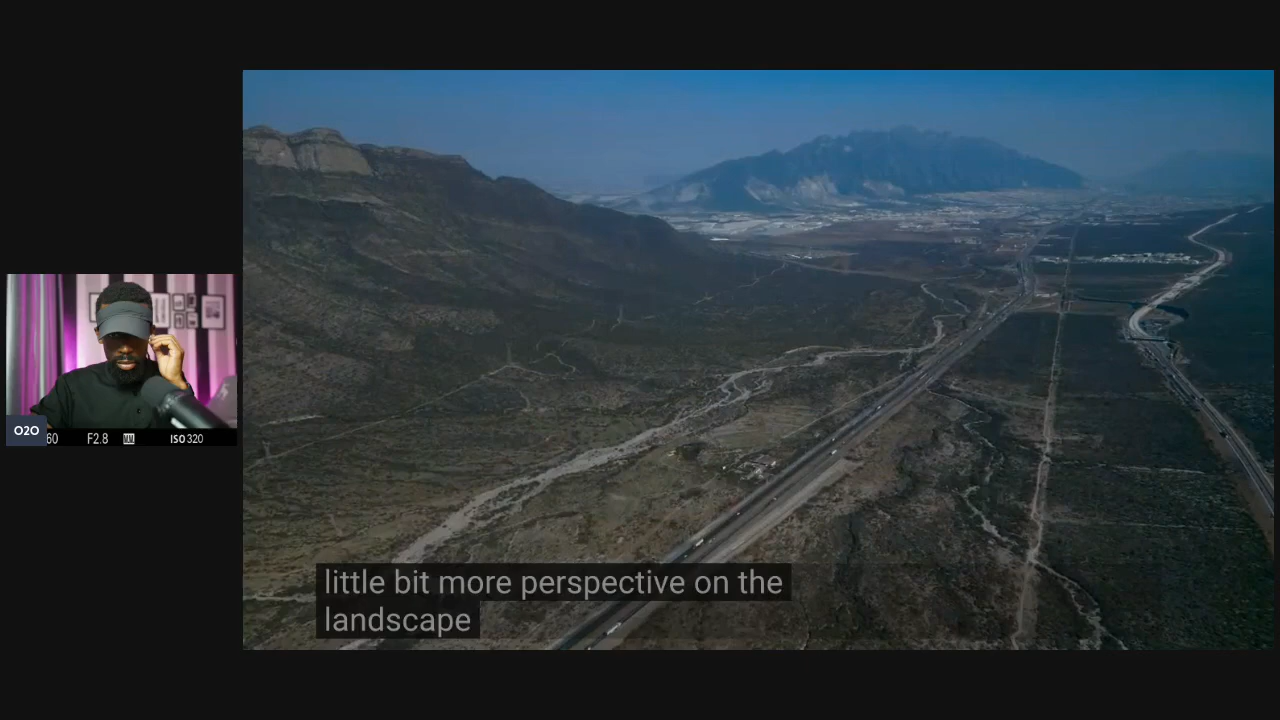 O2O
60 F2.8 ISO 320
little bit more perspective on the
landscape